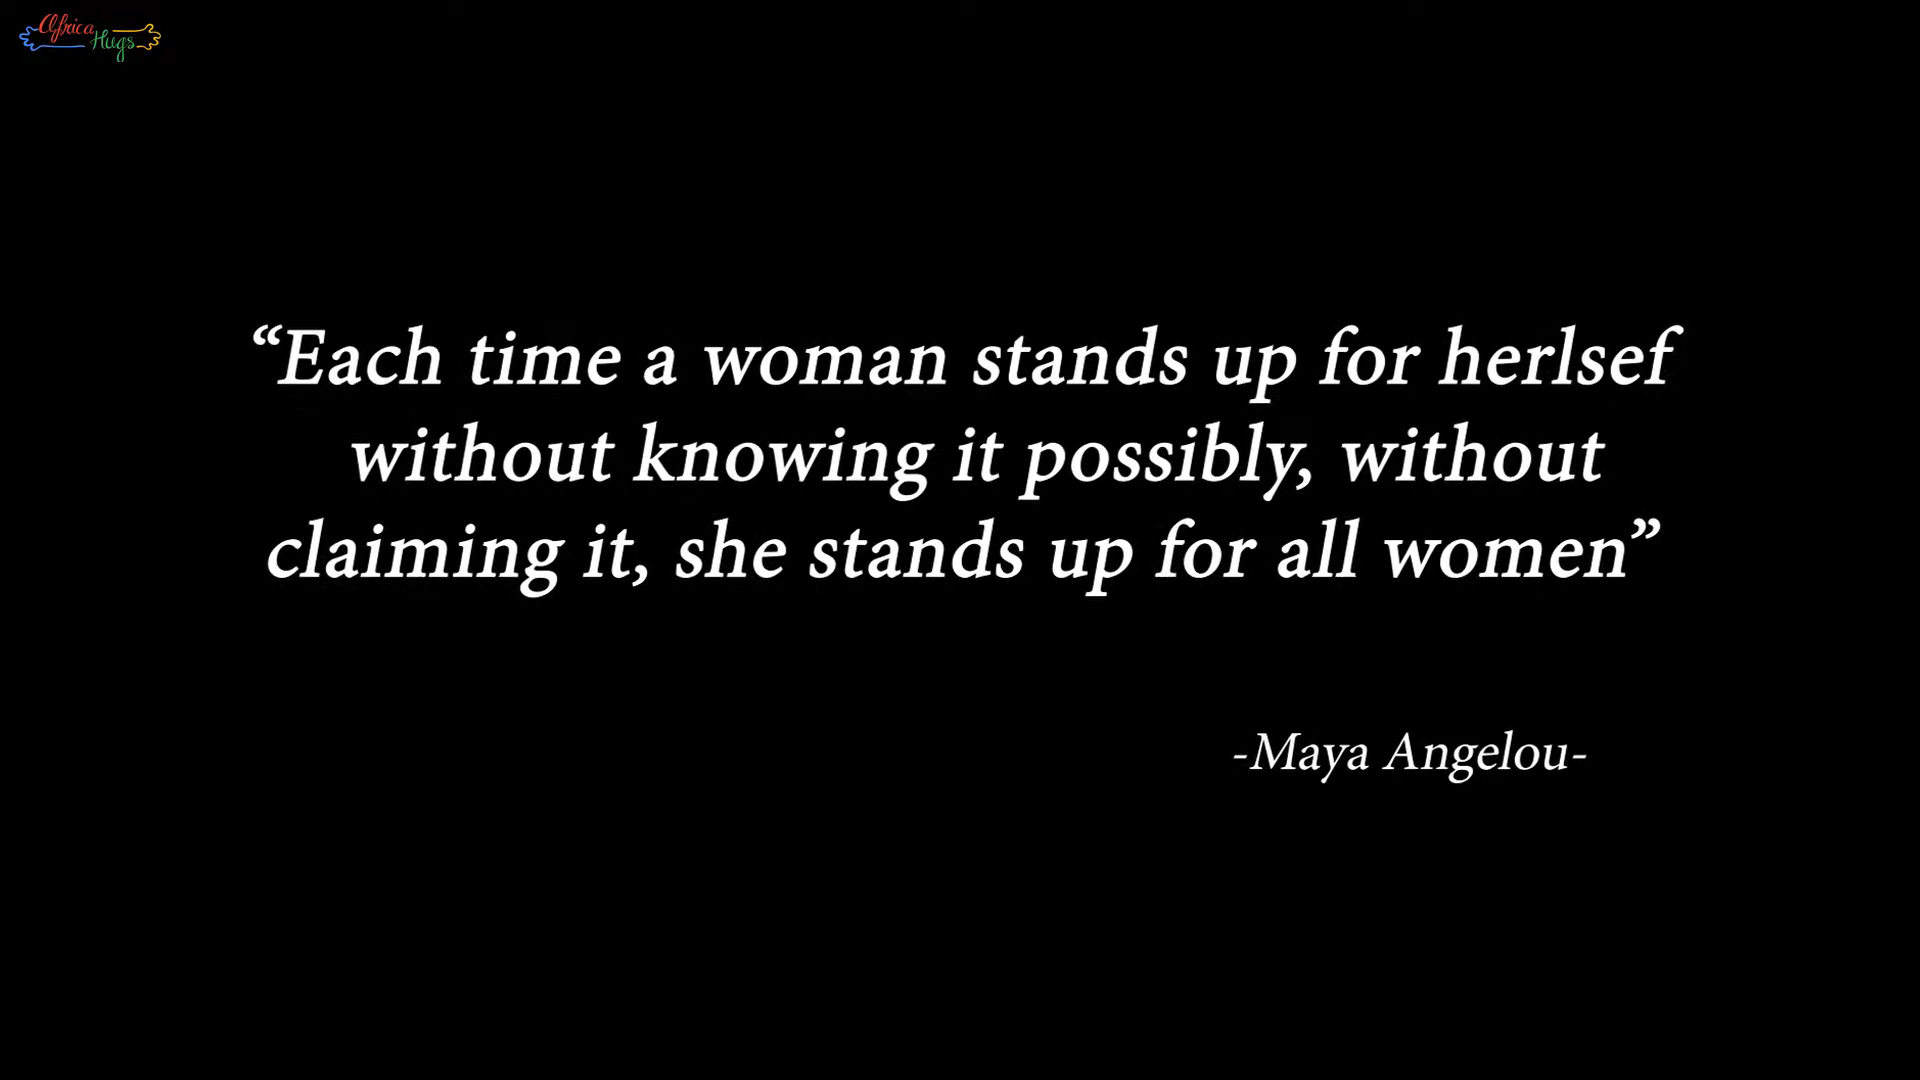 Africa
Hugs
“Each time a woman stands up for herlsef
without knowing it possibly, without
claiming it, she stands up for all women”
-Maya Angelou-